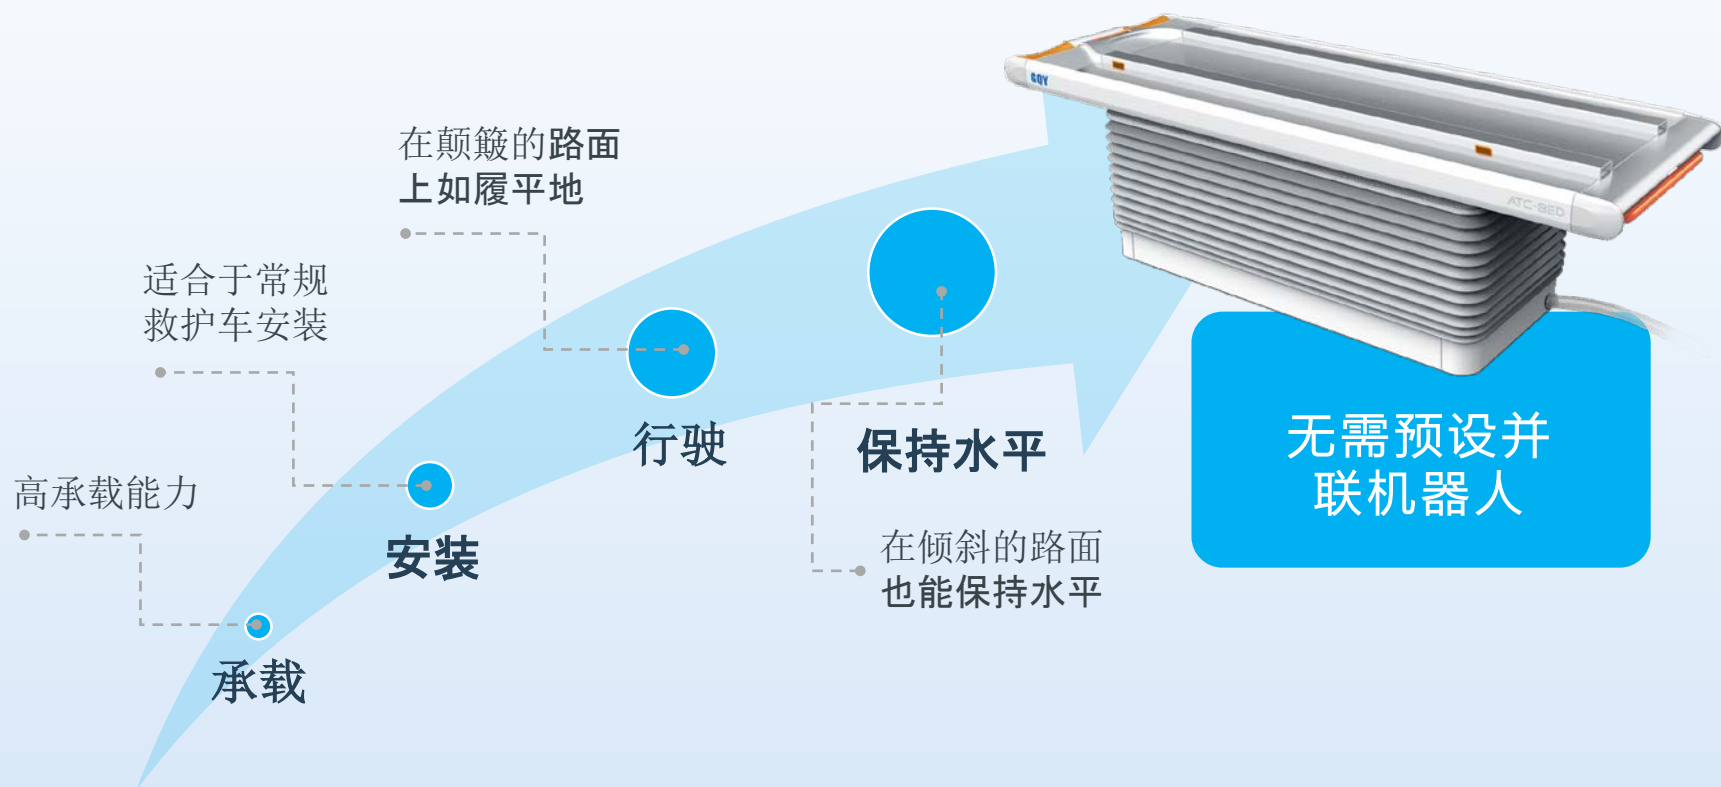 GQY
ATC-BED
在颠簸的路面
上如履平地
适合于常规
救护车安装
高承载能力
行驶
保持水平
安装
承载
在倾斜的路面
也能保持水平
无需预设并
联机器人